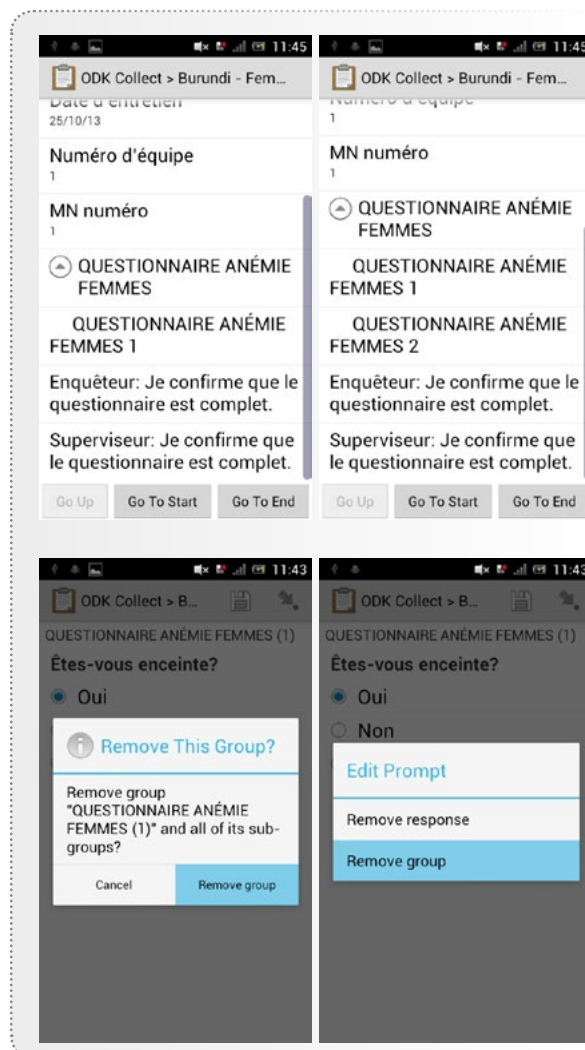 11:45
ODK Collect > Burundi - Fem...
Date d'entretien
25/10/13
Numéro d'équipe
1
MN numéro
1
QUESTIONNAIRE ANÉMIE
FEMMES
QUESTIONNAIRE ANÉMIE
FEMMES 1
Enquêteur: Je confirme que le
questionnaire est complet.
Superviseur: Je confirme que
le questionnaire est complet.
Go Up Go To Start Go To End
11:45
ODK Collect > Burundi - Fem...
Numéro d'équipe
1
MN numéro
1
QUESTIONNAIRE ANÉMIE
FEMMES
QUESTIONNAIRE ANÉMIE
FEMMES 1
QUESTIONNAIRE ANÉMIE
FEMMES 2
Enquêteur: Je confirme que le
questionnaire est complet.
Superviseur: Je confirme que
le questionnaire est complet.
Go Up Go To Start Go To End
11:43
ODK Collect > B...
QUESTIONNAIRE ANÉMIE FEMMES (1)
Êtes-vous enceinte?
Oui
Remove This Group?
Remove group
"QUESTIONNAIRE ANÉMIE
FEMMES (1)" and all of its sub-
groups?
Cancel Remove group
11:43
ODK Collect > B...
QUESTIONNAIRE ANÉMIE FEMMES (1)
Êtes-vous enceinte?
Oui
Non
Edit Prompt
Remove response
Remove group